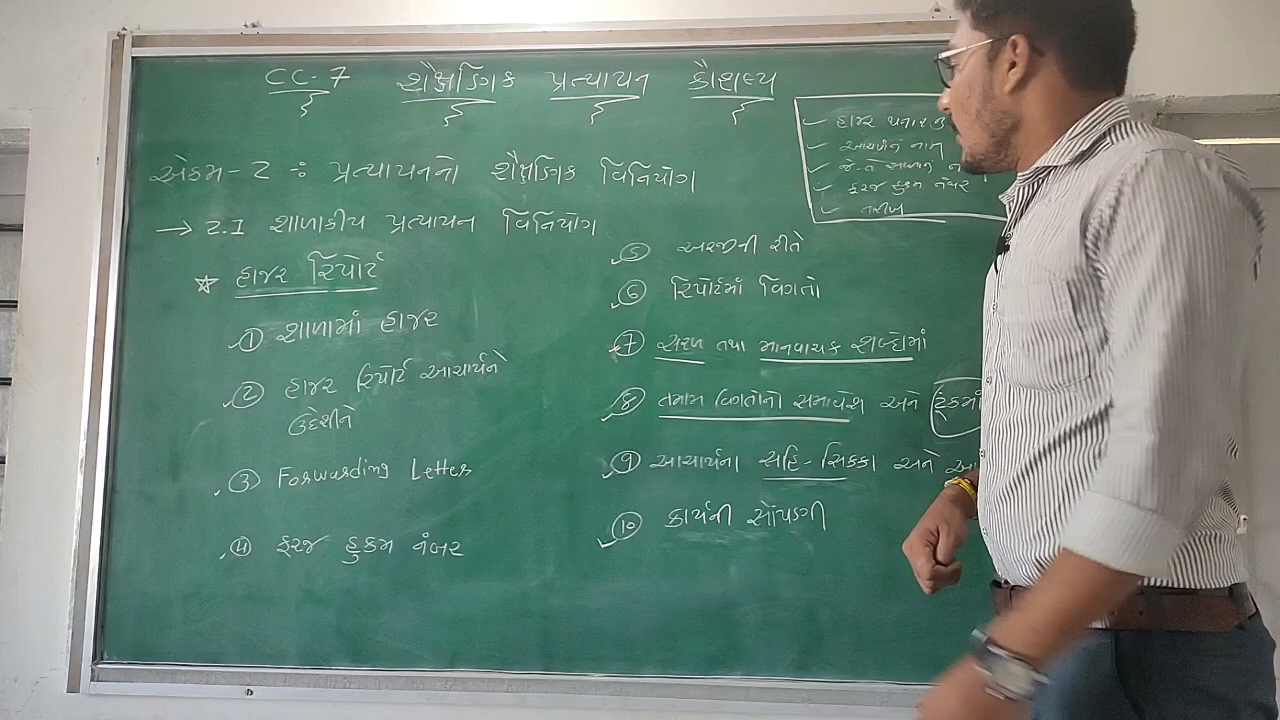 CC-7 શૈક્ષણિક પ્રત્યાયન કૌશલ્ય
એકમ-2 ઃ પ્રત્યાયનનો શૈક્ષણિક વિનિયોગ
→ 2.1 શાળાકીય પ્રત્યાયન વિનિયોગ
☆ હાજર રિપોર્ટ
① શાળામાં હાજર
② હાજર રિપોર્ટ આચાર્યને
ઉદ્દેશીને
③ Forwarding Letter
④ ફરજ હુકમ નંબર
⑤ અરજીની રીતે
⑥ રિપોર્ટમાં વિગતો
⑦ સરળ તથા માનવાચક શબ્દોમાં
⑧ તમામ વિગતોનો સમાવેશ અને ટૂંકમાં
⑨ આચાર્યના સહિ-સિક્કા અને
⑩ કાર્યની સોંપણી
હાજર થનાર
આચાર્યનું નામ
જે-તે શાળાનું
ફરજ હુકમ નંબર
તારીખ